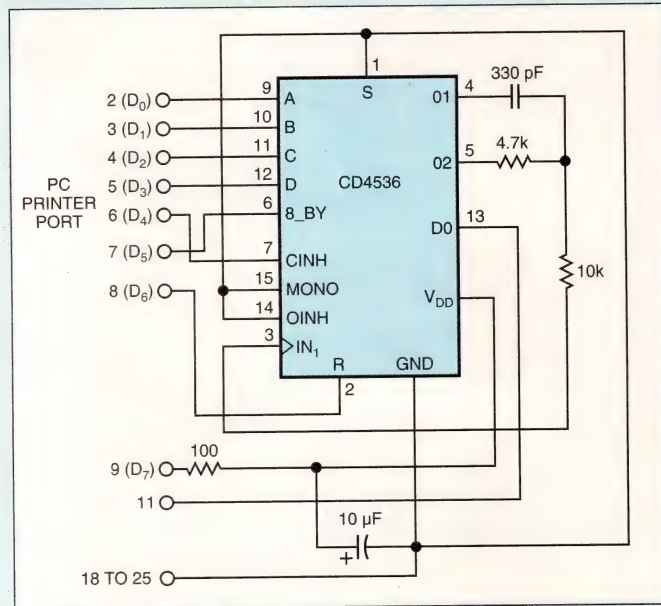 1
S
330 pF
2 (D₀) 9 A 01 4
3 (D₁) 10 B
4 (D₂) 11 C 4.7k
5 (D₃) 12 D 02 5
CD4536
PC
PRINTER
PORT
6 (D₄) 6 8_BY
D0 13
7 (D₅) 7 CINH
10k
8 (D₆) 15 MONO
V_DD
14 OINH
3 IN₁
R GND
2
100
9 (D₇)
11
10 µF
+
18 TO 25